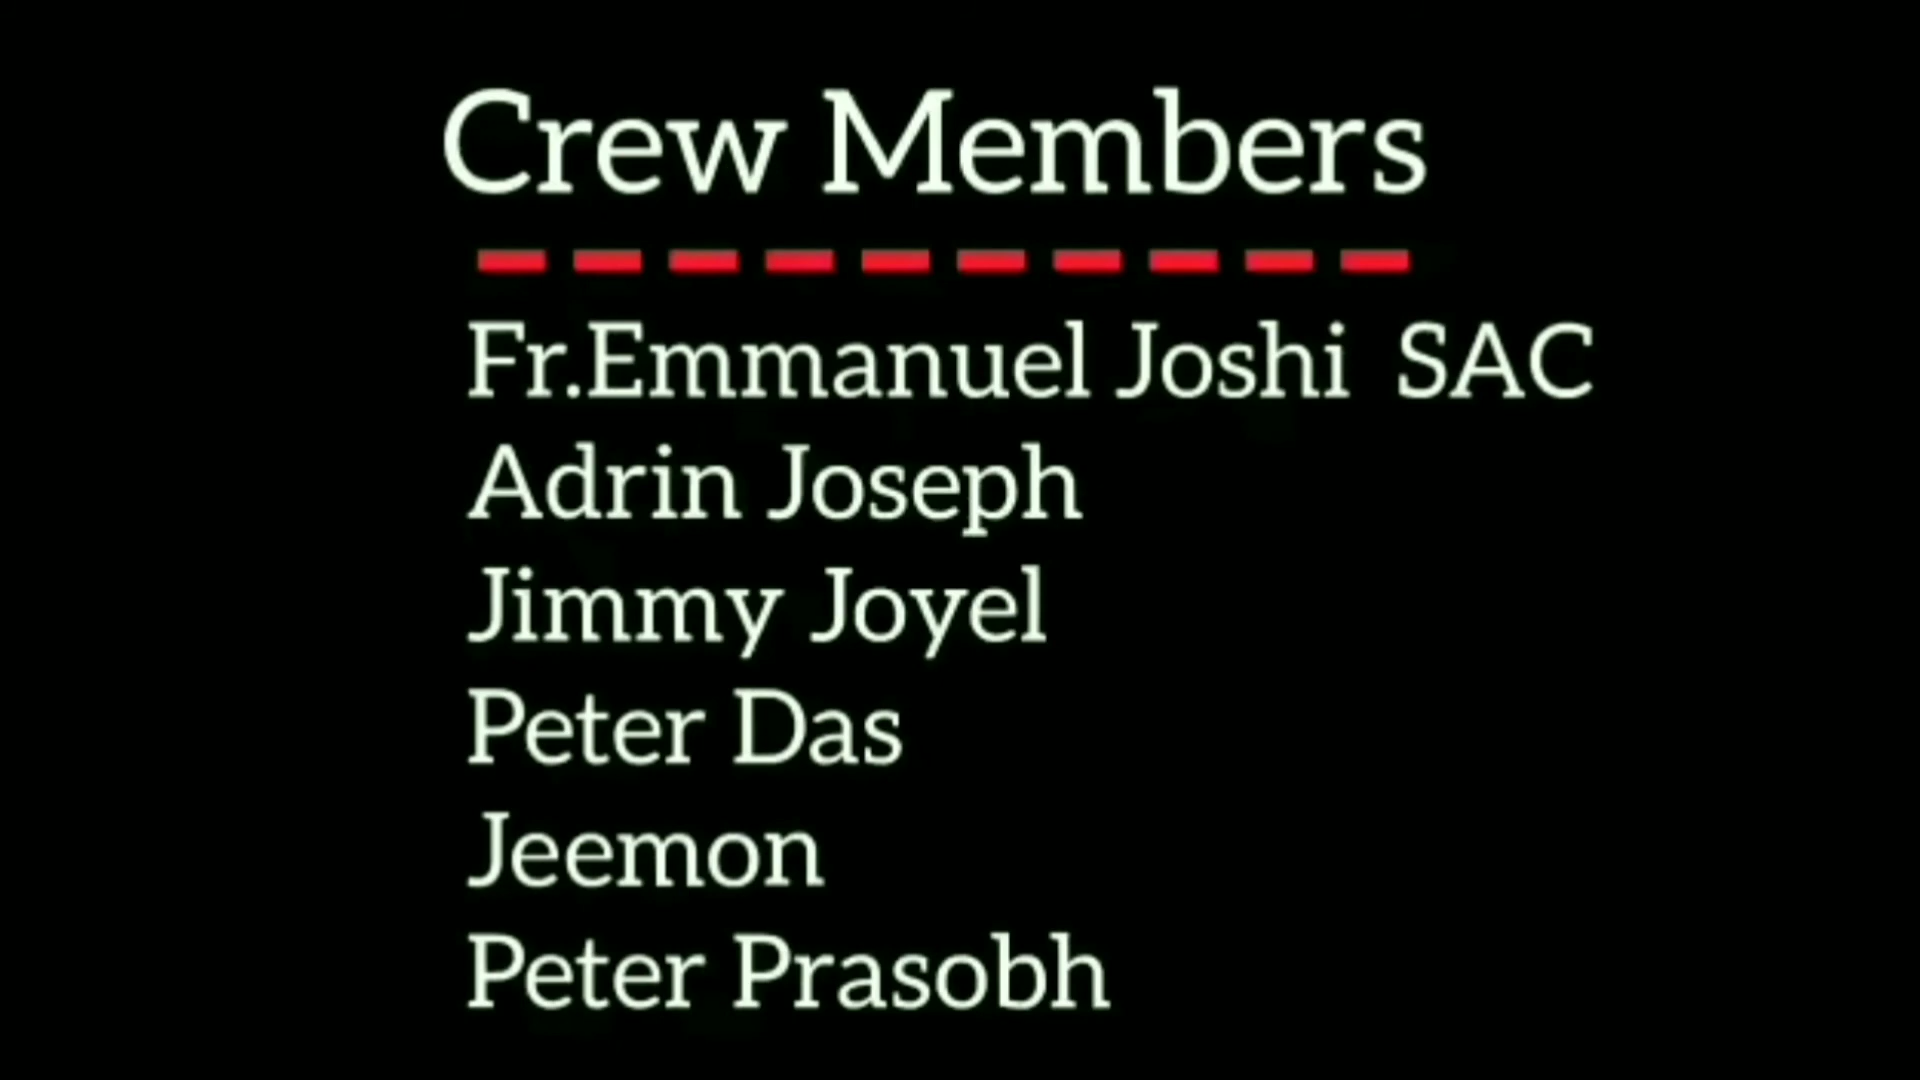 Crew Members
Fr.Emmanuel Joshi SAC
Adrin Joseph
Jimmy Joyel
Peter Das
Jeemon
Peter Prasobh